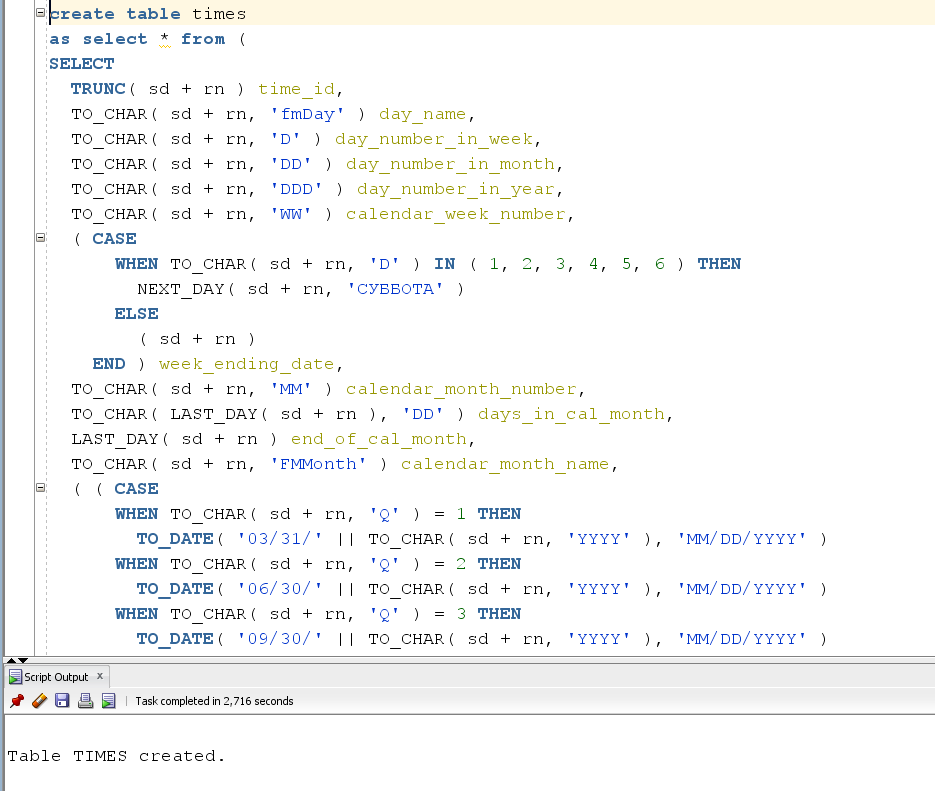 create table times
as select * from (
SELECT
TRUNC( sd + rn ) time_id,
TO_CHAR( sd + rn, 'fmDay' ) day_name,
TO_CHAR( sd + rn, 'D' ) day_number_in_week,
TO_CHAR( sd + rn, 'DD' ) day_number_in_month,
TO_CHAR( sd + rn, 'DDD' ) day_number_in_year,
TO_CHAR( sd + rn, 'WW' ) calendar_week_number,
( CASE
WHEN TO_CHAR( sd + rn, 'D' ) IN ( 1, 2, 3, 4, 5, 6 ) THEN
NEXT_DAY( sd + rn, 'СУББОТА' )
ELSE
( sd + rn )
END ) week_ending_date,
TO_CHAR( sd + rn, 'MM' ) calendar_month_number,
TO_CHAR( LAST_DAY( sd + rn ), 'DD' ) days_in_cal_month,
LAST_DAY( sd + rn ) end_of_cal_month,
TO_CHAR( sd + rn, 'FMMonth' ) calendar_month_name,
( ( CASE
WHEN TO_CHAR( sd + rn, 'Q' ) = 1 THEN
TO_DATE( '03/31/' || TO_CHAR( sd + rn, 'YYYY' ), 'MM/DD/YYYY' )
WHEN TO_CHAR( sd + rn, 'Q' ) = 2 THEN
TO_DATE( '06/30/' || TO_CHAR( sd + rn, 'YYYY' ), 'MM/DD/YYYY' )
WHEN TO_CHAR( sd + rn, 'Q' ) = 3 THEN
TO_DATE( '09/30/' || TO_CHAR( sd + rn, 'YYYY' ), 'MM/DD/YYYY' )
Script Output x
Task completed in 2,716 seconds
Table TIMES created.